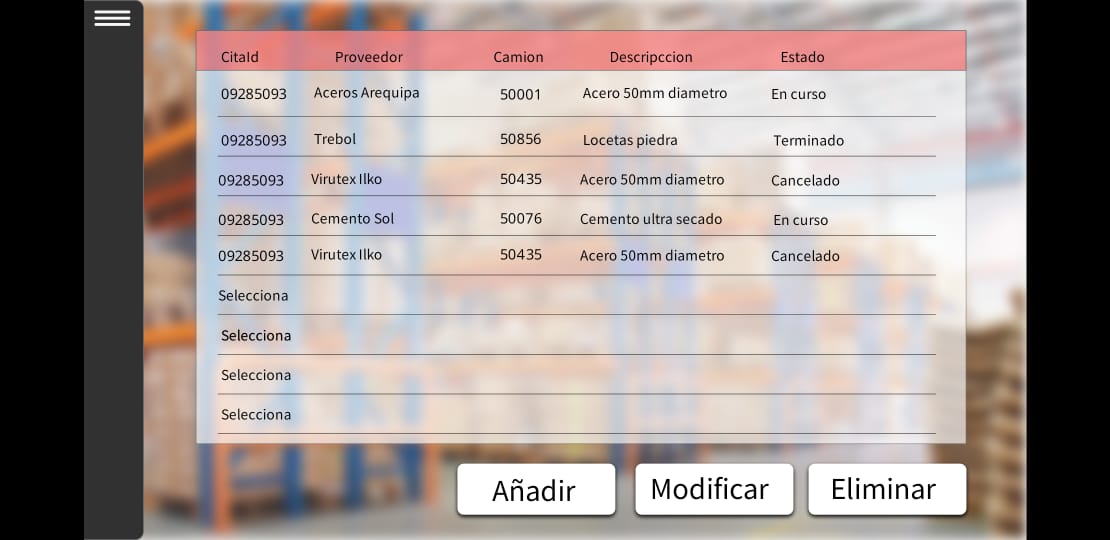 CitaId Proveedor Camion Descripccion Estado
09285093 Aceros Arequipa 50001 Acero 50mm diametro En curso
09285093 Trebol 50856 Locetas piedra Terminado
09285093 Virutex Ilko 50435 Acero 50mm diametro Cancelado
09285093 Cemento Sol 50076 Cemento ultra secado En curso
09285093 Virutex Ilko 50435 Acero 50mm diametro Cancelado
Selecciona
Selecciona
Selecciona
Selecciona
Añadir Modificar Eliminar